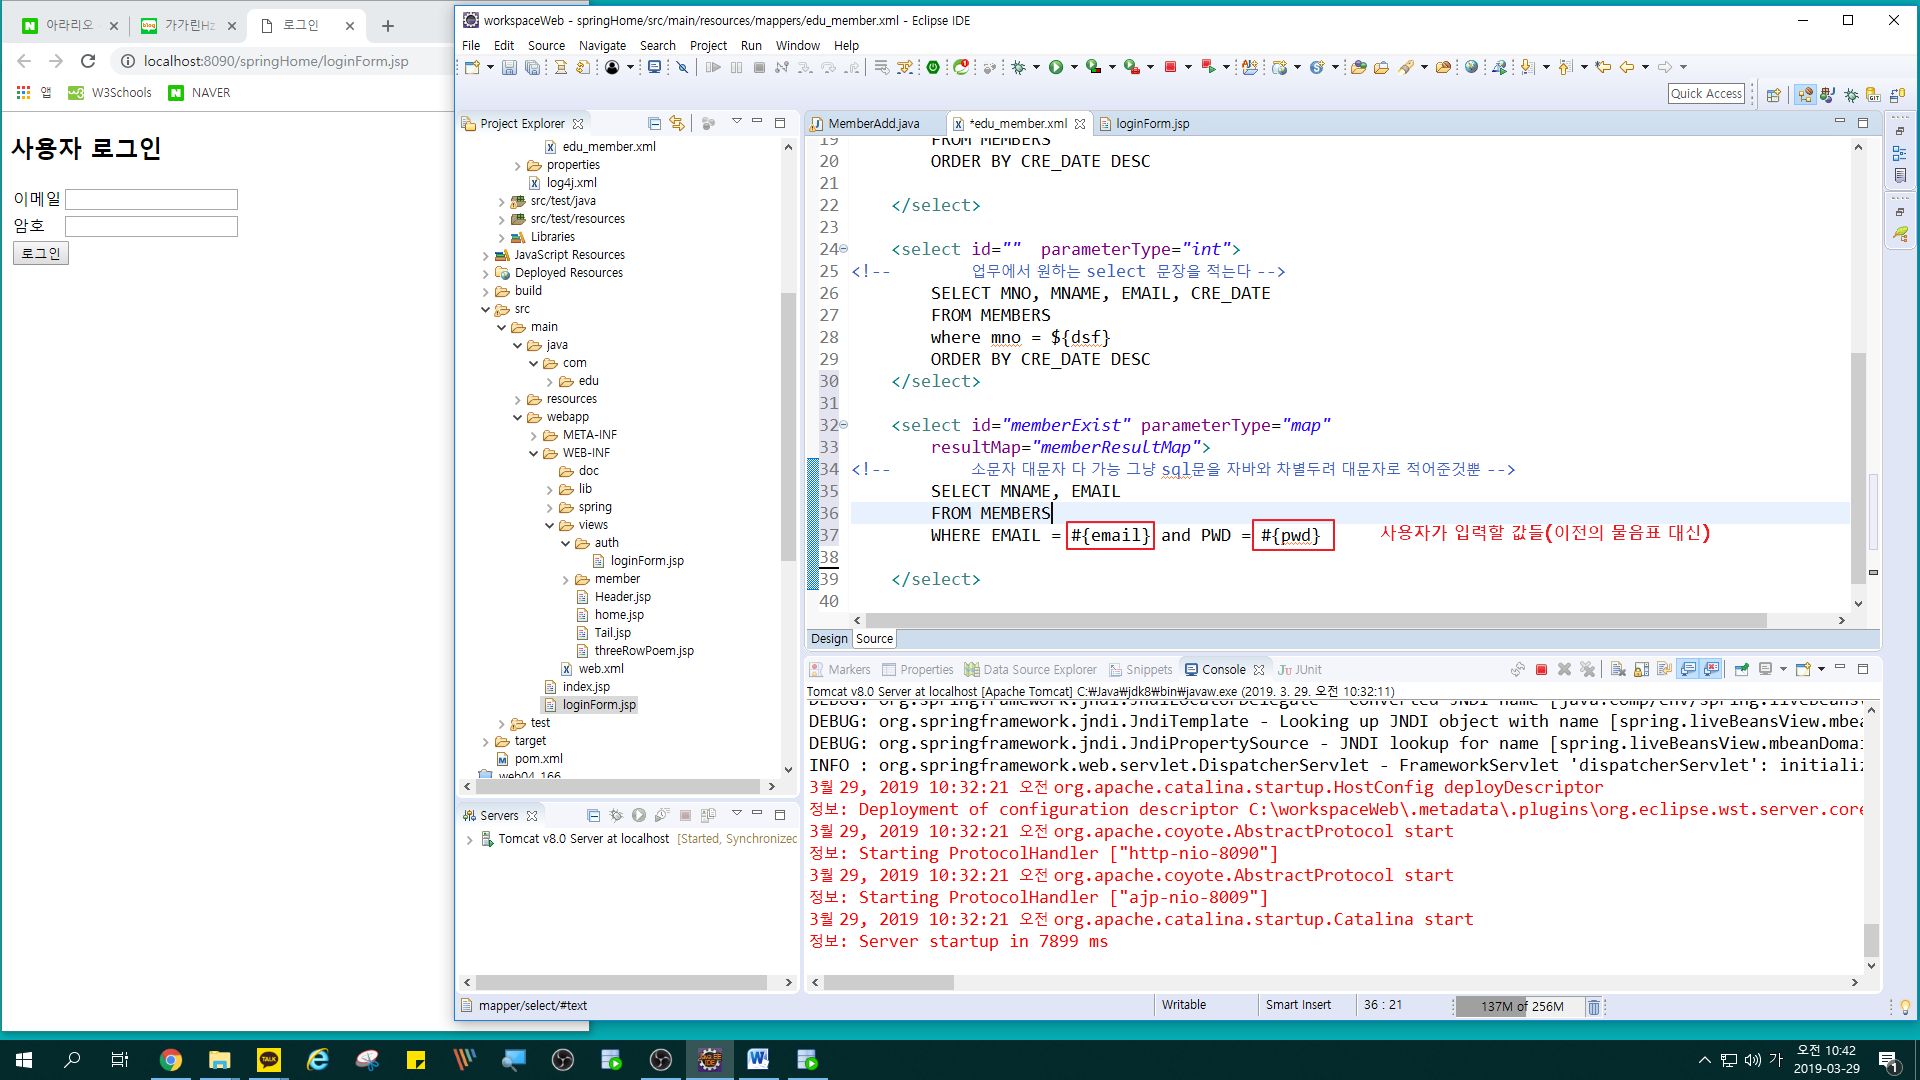 아라리오
가가린Hz
로그인
localhost:8090/springHome/loginForm.jsp
앱
W3Schools
NAVER
사용자 로그인
이메일
암호
로그인
workspaceWeb - springHome/src/main/resources/mappers/edu_member.xml - Eclipse IDE
File Edit Source Navigate Search Project Run Window Help
Quick Access
Project Explorer
edu_member.xml
properties
log4j.xml
src/test/java
src/test/resources
Libraries
JavaScript Resources
Deployed Resources
build
src
main
java
com
edu
resources
webapp
META-INF
WEB-INF
doc
lib
spring
views
auth
loginForm.jsp
member
Header.jsp
home.jsp
Tail.jsp
threeRowPoem.jsp
web.xml
index.jsp
loginForm.jsp
test
target
pom.xml
web04_166
Servers
Tomcat v8.0 Server at localhost [Started, Synchronized
mapper/select/#text
MemberAdd.java
*edu_member.xml
loginForm.jsp
19 FROM MEMBERS
20 ORDER BY CRE_DATE DESC
21
22 </select>
23
24 <select id="" parameterType="int">
25 <!-- 업무에서 원하는 select 문장을 적는다 -->
26 SELECT MNO, MNAME, EMAIL, CRE_DATE
27 FROM MEMBERS
28 where mno = ${dsf}
29 ORDER BY CRE_DATE DESC
30 </select>
31
32 <select id="memberExist" parameterType="map"
33 resultMap="memberResultMap">
34 <!-- 소문자 대문자 다 가능 그냥 sql문을 자바와 차별두려 대문자로 적어준것뿐 -->
35 SELECT MNAME, EMAIL
36 FROM MEMBERS
37 WHERE EMAIL = #{email} and PWD = #{pwd} 사용자가 입력할 값들(이전의 물음표 대신)
38
39 </select>
40
Design Source
Markers Properties Data Source Explorer Snippets Console JUnit
Tomcat v8.0 Server at localhost [Apache Tomcat] C:₩Java₩jdk8₩bin₩javaw.exe (2019. 3. 29. 오전 10:32:11)
DEBUG: org.springframework.jndi.JndiLocatorDelegate - Converted JNDI name [java:comp/env/spring.liveBeansV
DEBUG: org.springframework.jndi.JndiTemplate - Looking up JNDI object with name [spring.liveBeansView.mbea
DEBUG: org.springframework.jndi.JndiPropertySource - JNDI lookup for name [spring.liveBeansView.mbeanDomai
INFO : org.springframework.web.servlet.DispatcherServlet - FrameworkServlet 'dispatcherServlet': initializ
3월 29, 2019 10:32:21 오전 org.apache.catalina.startup.HostConfig deployDescriptor
정보: Deployment of configuration descriptor C:\workspaceWeb\.metadata\.plugins\org.eclipse.wst.server.core
3월 29, 2019 10:32:21 오전 org.apache.coyote.AbstractProtocol start
정보: Starting ProtocolHandler ["http-nio-8090"]
3월 29, 2019 10:32:21 오전 org.apache.coyote.AbstractProtocol start
정보: Starting ProtocolHandler ["ajp-nio-8009"]
3월 29, 2019 10:32:21 오전 org.apache.catalina.startup.Catalina start
정보: Server startup in 7899 ms
Writable
Smart Insert
36 : 21
137M of 256M
가
오전 10:42
2019-03-29
1